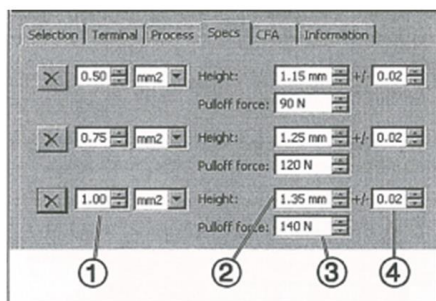 Selection Terminal Process Specs CFA Information
0.50 mm2 Height: 1.15 mm +/- 0.02
Pulloff force: 90 N
0.75 mm2 Height: 1.25 mm +/- 0.02
Pulloff force: 120 N
1.00 mm2 Height: 1.35 mm +/- 0.02
Pulloff force: 140 N
1 2 3 4